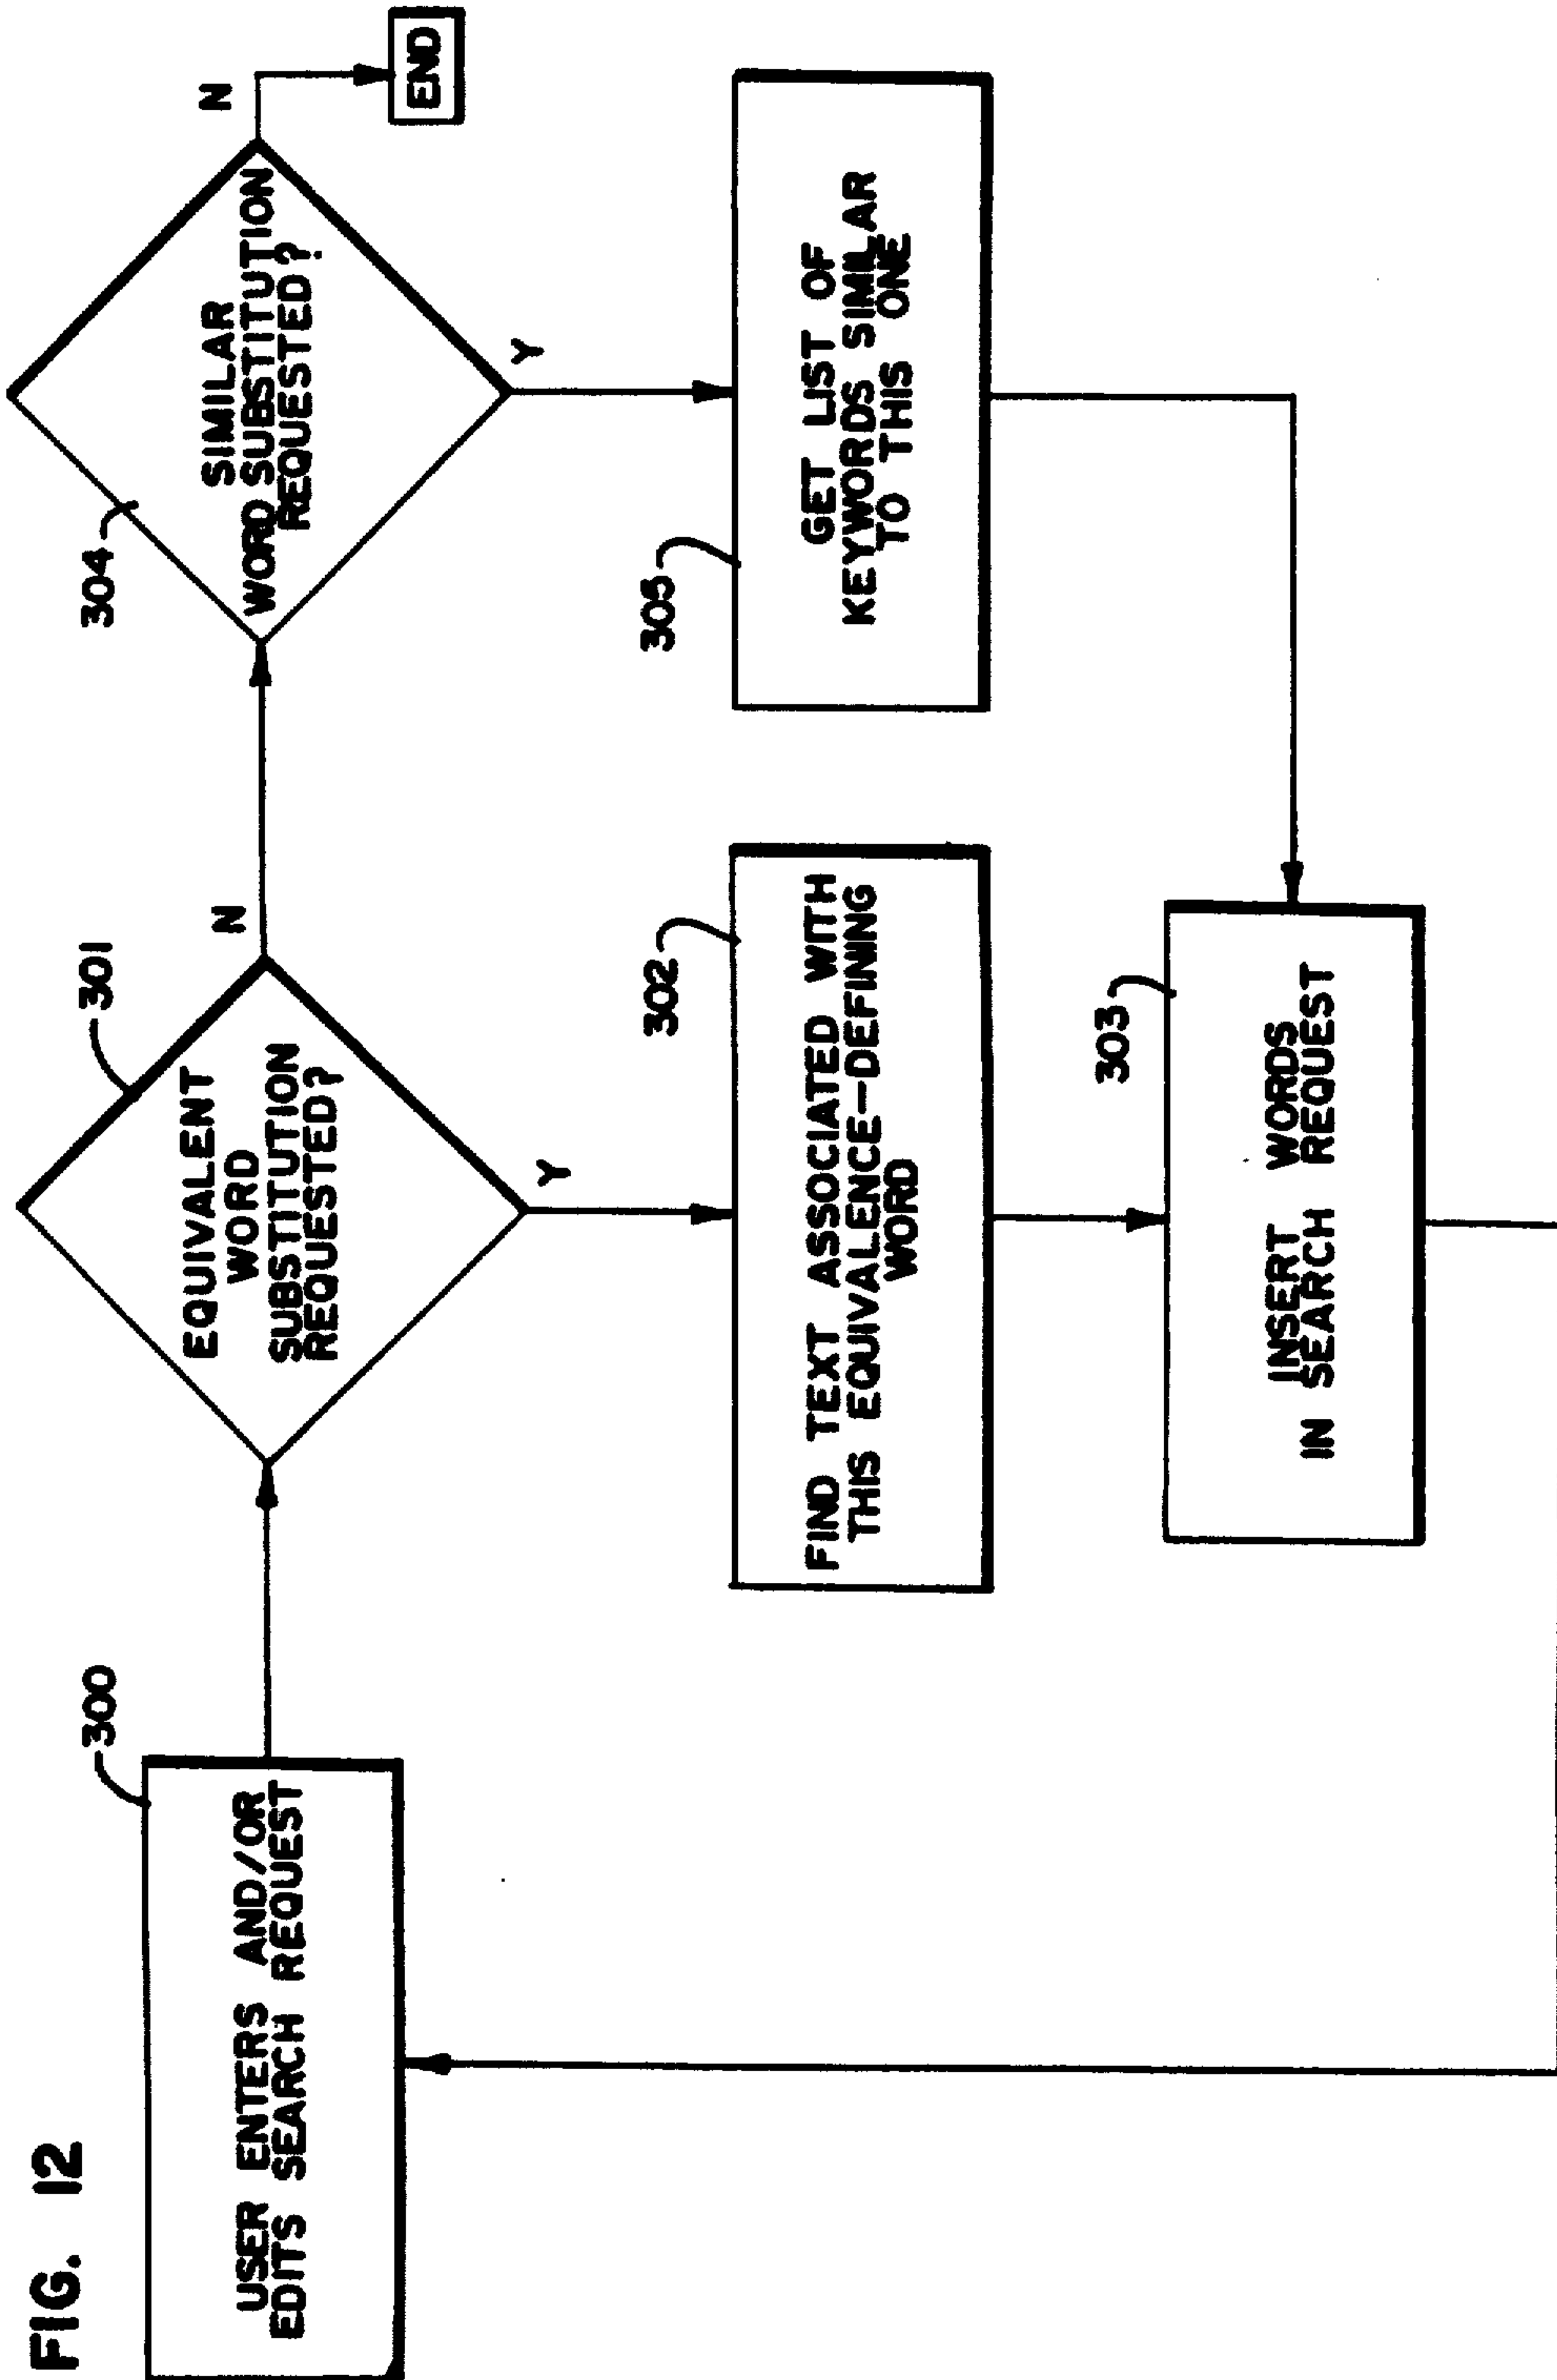 FIG. 12
300
USER ENTERS AND/OR
EDITS SEARCH REQUEST
301
EQUIVALENT
WORD
SUBSTITUTION
REQUESTED?
N
Y
304
SIMILAR
WORD SUBSTITUTION
REQUESTED?
N
Y
END
302
FIND TEXT ASSOCIATED WITH
THIS EQUIVALENCE-DEFINING
WORD
305
GET LIST OF
KEYWORDS SIMILAR
TO THIS ONE
303
INSERT WORDS
IN SEARCH REQUEST